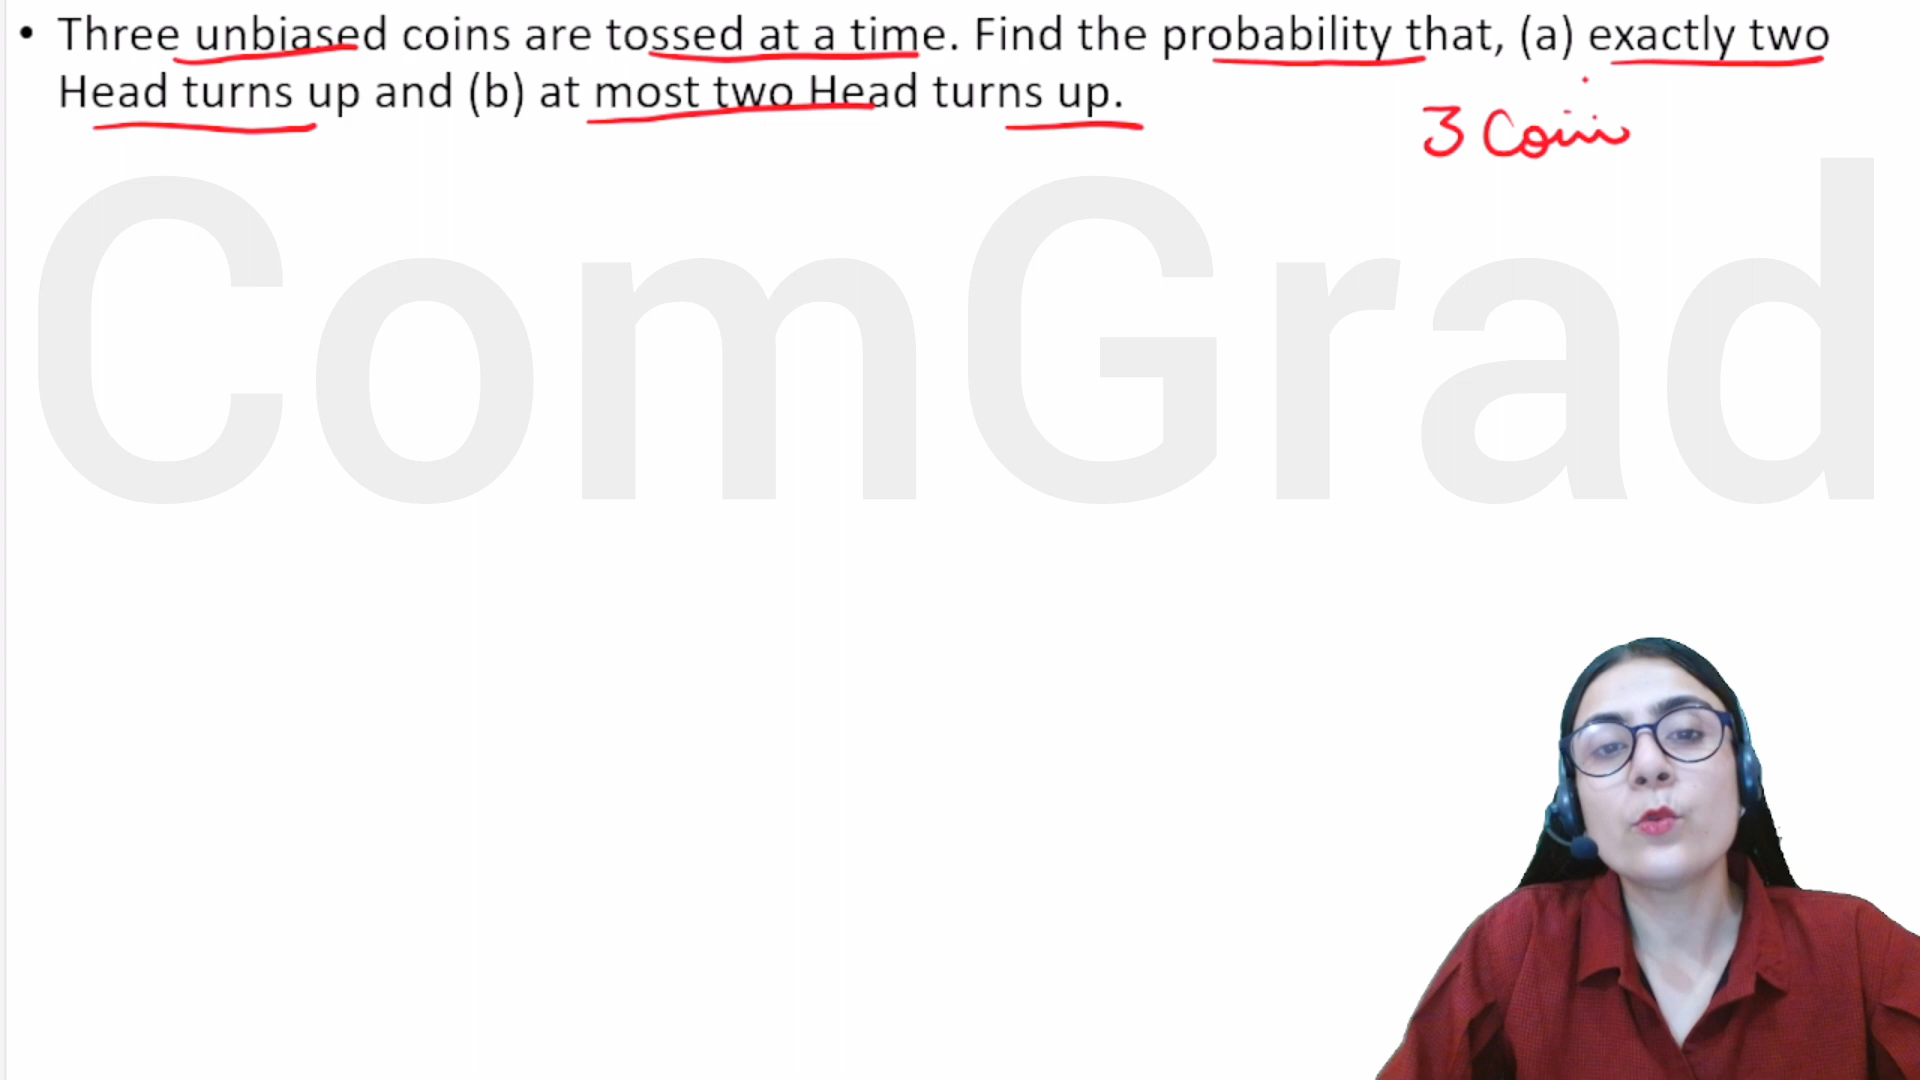 • Three unbiased coins are tossed at a time. Find the probability that, (a) exactly two
Head turns up and (b) at most two Head turns up.
3 Coin
ComGrad